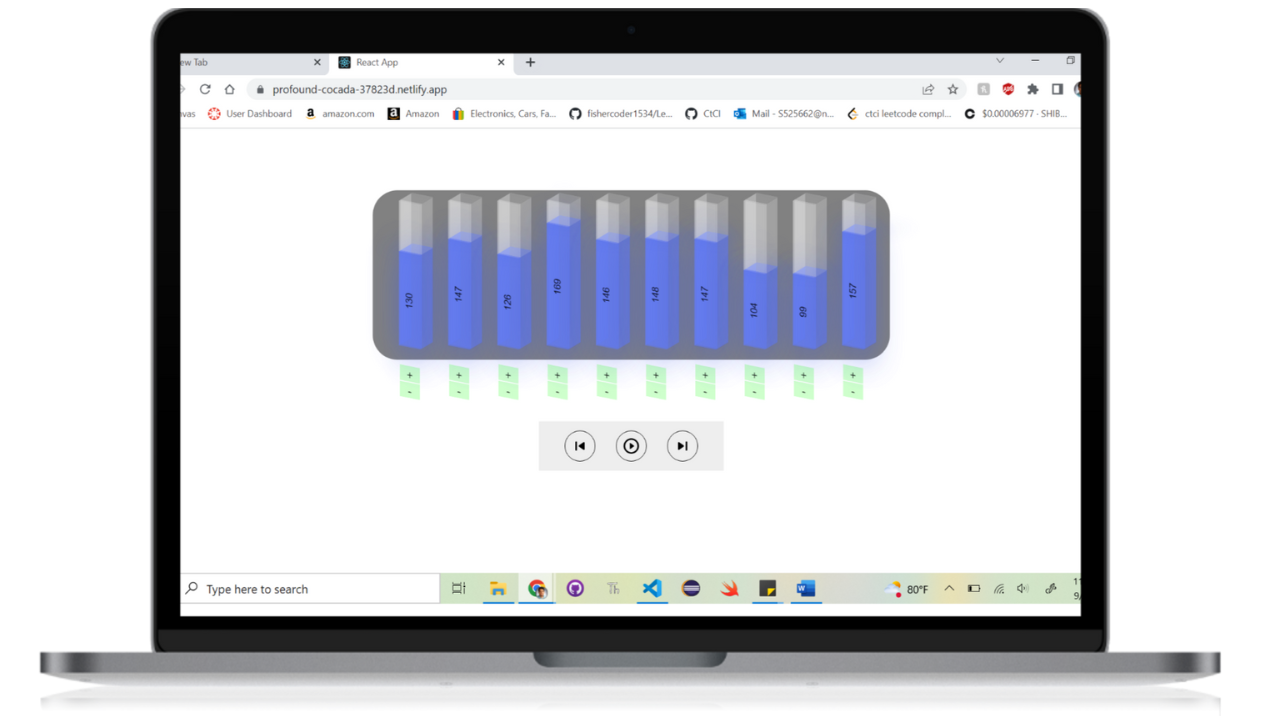 ew Tab
React App
profound-cocada-37823d.netlify.app
nvas User Dashboard amazon.com Amazon Electronics, Cars, Fa... fishercoder1534/Le... CtCI Mail - S525662@n... ctci leetcode compl... $0.00006977 · SHIB...
130 147 126 169 146 148 147 104 99 157
+ + + + + + + + + +
- - - - - - - - - -
Type here to search
80°F